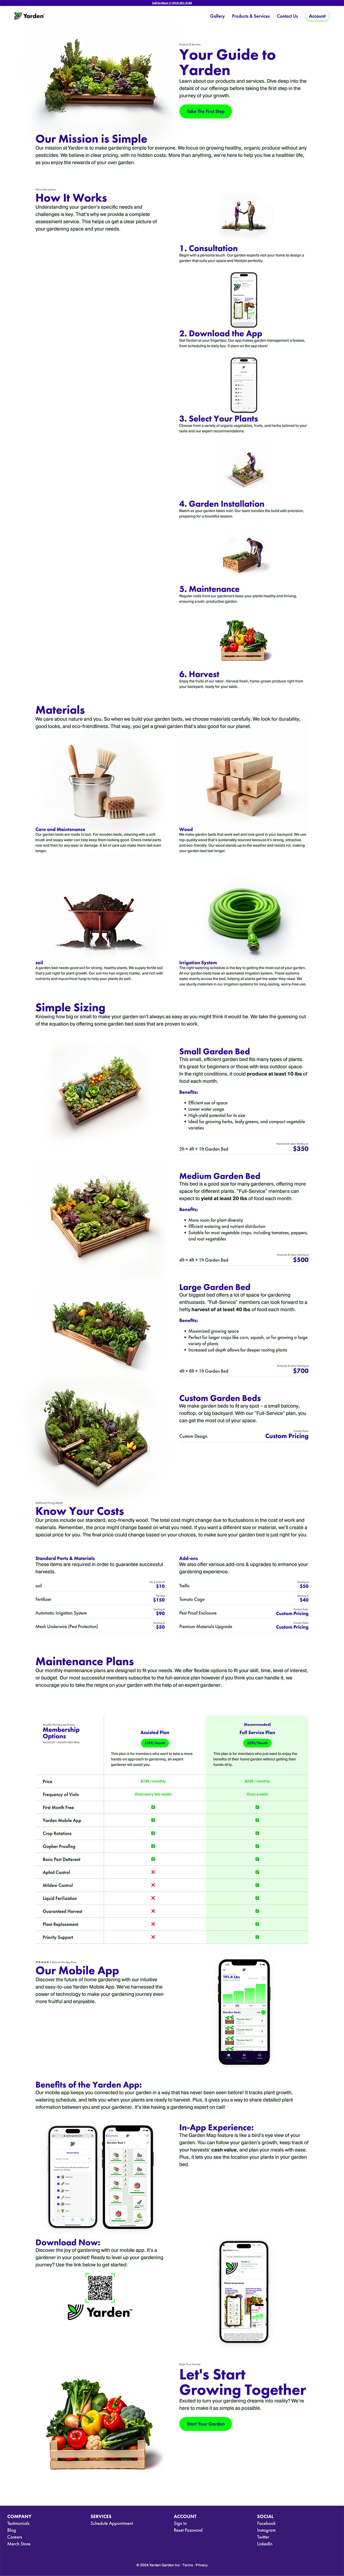 Yarden
Gallery
Products & Services
Contact Us
Account
Your Guide to
Yarden
Learn about our products and services. Dive deep into the
details of our offerings before taking the first step in the
journey of your growth.
Take The First Step
Our Mission is Simple
Our mission at Yarden is to make gardening simple for everyone. We focus on growing healthy, organic produce without any
pesticides. We believe in clear pricing, with no hidden costs. More than anything, we're here to help you live a healthier life,
as you enjoy the rewards of your own garden.
How It Works
Understanding your garden's specific needs and
challenges is key. That's why we provide a complete
assessment service. This helps us get a clear picture of
your gardening space and your needs.
1. Consultation
Begin with a personal touch. Our garden experts visit your home to design a
garden that suits your space and lifestyle perfectly.
2. Download the App
Get Yarden at your fingertips. Our app makes garden management a breeze,
from scheduling to daily tips. 5 stars on the app store!
3. Select Your Plants
Choose from a variety of organic vegetables, fruits, and herbs tailored to your
taste and our expert recommendations.
4. Garden Installation
Watch as your garden takes root. Our team handles the build with precision,
preparing for a bountiful season.
5. Maintenance
Regular visits from our gardeners keep your plants healthy and thriving,
ensuring a lush, productive garden.
6. Harvest
Enjoy the fruits of our labor. Harvest fresh, home-grown produce right from
your backyard, ready for your table.
Materials
We care about nature and you. So when we build your garden beds, we choose materials carefully. We look for durability,
good looks, and eco-friendliness. That way, you get a great garden that's also good for our planet.
Care and Maintenance
Our garden beds are made to last. For wooden beds, cleaning with a soft
brush and soapy water can help keep them looking good. Check metal parts
now and then for any wear or damage. A bit of care can make them last even
longer.
Wood
We make garden beds that work well and look good in your backyard. We use
top quality wood that's sustainably sourced because it's strong, attractive,
and eco-friendly. Our wood stands up to the weather and resists rot, making
your garden bed last longer.
soil
A garden bed needs good soil for strong, healthy plants. We supply fertile soil
that's just right for plant growth. Our soil mix has organic matter, and rich
nutrients and mycorrhizal fungi to help your plants do well.
Irrigation System
The right watering schedule is the key to getting the most out of your garden.
All our garden beds have an automated irrigation system. These systems
water evenly across the bed, helping all plants get the water they need. We
use sturdy materials in our irrigation systems for long-lasting, worry-free use.
Simple Sizing
Knowing how big or small to make your garden isn't always as easy as you might think it would be. We take the guessing out
of the equation by offering some garden bed sizes that are proven to work.
Small Garden Bed
This small, efficient garden bed fits many types of plants.
It's great for beginners or those with less outdoor space.
In the right conditions, it could produce at least 10 lbs of
food each month.
Benefits:
Efficient use of space
Lower water usage
High-yield potential for its size
Ideal for growing herbs, leafy greens, and compact vegetable
varieties
2ft × 4ft × 1ft Garden Bed
$350
Medium Garden Bed
This bed is a good size for many gardeners, offering more
space for different plants. "Full-Service" members can
expect to yield at least 20 lbs of food each month.
Benefits:
More room for plant-diversity
Efficient watering and nutrient distribution
Suitable for most vegetable crops, including tomatoes, peppers,
and root vegetables
4ft × 4ft × 1ft Garden Bed
$500
Large Garden Bed
Our biggest bed offers a lot of space for gardening
enthusiasts. "Full-Service" members can look forward to a
hefty harvest of at least 40 lbs of food each month.
Benefits:
Maximized growing space
Perfect for larger crops like corn, squash, or for growing a large
variety of plants
Increased soil depth allows for deeper rooting plants
4ft × 8ft × 1ft Garden Bed
$700
Custom Garden Beds
We make garden beds to fit any spot – a small balcony,
rooftop, or big backyard. With our "Full-Service" plan, you
can get the most out of your space.
Custom Design
Custom Pricing
Know Your Costs
Our prices include our standard, eco-friendly wood. The total cost might change due to fluctuations in the cost of work and
materials. Remember, the price might change based on what you need. If you want a different size or material, we'll create a
special price for you. The final price can also change based on extra choices, to make sure your garden bed is just right for you.
Standard Parts & Materials
These items are required in order to guarantee successful
harvests.
soil
$10
Fertilizer
$150
Automatic Irrigation System
$90
Mesh Underwire (Pest Protection)
$50
Add-ons
We also offer various add-ons & upgrades to enhance your
gardening experience.
Trellis
$50
Tomato Cage
$40
Pest Proof Enclosure
Custom Pricing
Premium Materials Upgrade
Custom Pricing
Maintenance Plans
Our monthly maintenance plans are designed to fit your needs. We offer flexible options to fit your skill, time, level of interest,
or budget. Our most successful members subscribe to the full-service plan however if you think you can handle it, we
encourage you to take the reigns on your garden with the help of an expert gardener.
Membership
Options
Assisted Plan
This plan is for members who want to take a more
hands-on approach to gardening, an expert
gardener will assist you.
(Recommended)
Full Service Plan
This plan is for members who just want to enjoy the
benefits of their home garden without getting their
hands dirty.
Price
Frequency of Visits
Once every two weeks
Once a week
First Month Free
Yarden Mobile App
Crop Rotations
Gopher Proofing
Basic Pest Deterrent
Aphid Control
Mildew Control
Liquid Ferilization
Guaranteed Harvest
Plant Replacement
Priority Support
Our Mobile App
Discover the future of home gardening with our intuitive
and easy-to-use Yarden Mobile App. We've harnessed the
power of technology to make your gardening journey even
more fruitful and enjoyable.
Benefits of the Yarden App:
Our mobile app keeps you connected to your garden in a way that has never been seen before! It tracks plant growth,
watering schedule, and tells you when your plants are ready to harvest. Plus, it gives you a way to share detailed plant
information between you and your gardener. It's like having a gardening expert on call!
In-App Experience:
The Garden Map feature is like a bird's eye view of your
garden. You can follow your garden's growth, keep track of
your harvest's cash value, and plan your meals with ease.
Plus, it lets you see the location your plants in your garden
bed.
Download Now:
Discover the joy of gardening with our mobile app. It's a
gardener in your pocket! Ready to level up your gardening
journey? Use the link below to get started:
Yarden
Let's Start
Growing Together
Excited to turn your gardening dreams into reality? We're
here to make it as simple as possible.
Start Your Garden
COMPANY
Testimonials
Blog
Careers
Merch Store
SERVICES
Schedule Appointment
ACCOUNT
Sign In
Reset Password
SOCIAL
Facebook
Instagram
Twitter
LinkedIn
© 2024 Yarden Garden Inc · Terms · Privacy